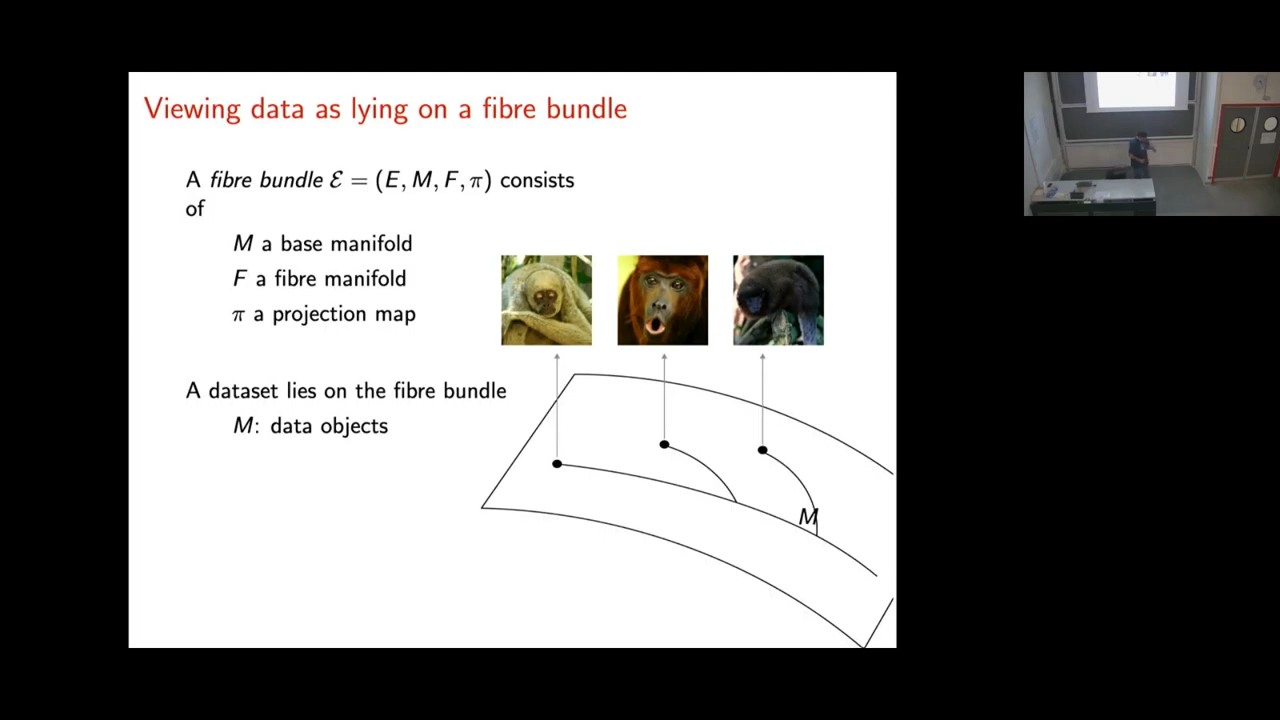 Viewing data as lying on a fibre bundle
A fibre bundle ℰ = (E, M, F, π) consists
of
M a base manifold
F a fibre manifold
π a projection map
A dataset lies on the fibre bundle
M: data objects
M